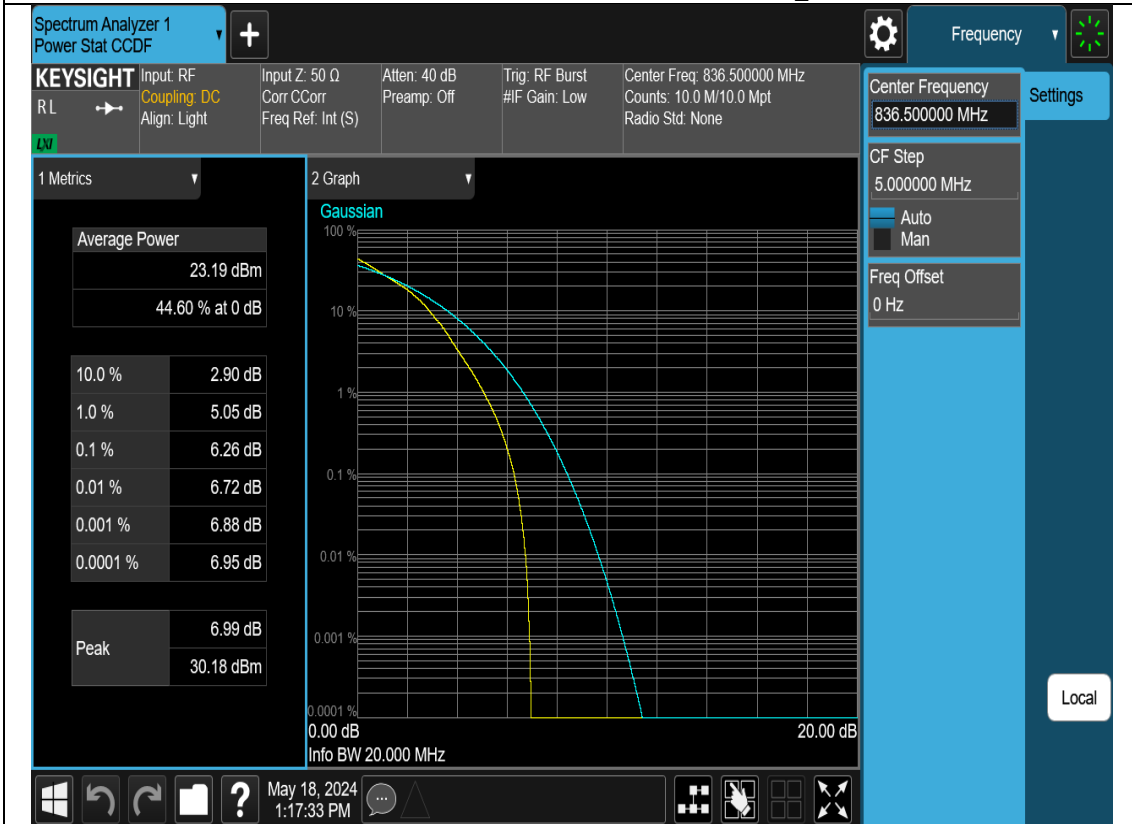 Spectrum Analyzer 1
Power Stat CCDF
Frequency
KEYSIGHT
RL
LXI
Input: RF
Coupling: DC
Align: Light
Input Z: 50 Ω
Corr CCorr
Freq Ref: Int (S)
Atten: 40 dB
Preamp: Off
Trig: RF Burst
#IF Gain: Low
Center Freq: 836.500000 MHz
Counts: 10.0 M/10.0 Mpt
Radio Std: None
Center Frequency
836.500000 MHz
Settings
CF Step
5.000000 MHz
Auto
Man
Freq Offset
0 Hz
Local
1 Metrics
Average Power
23.19 dBm
44.60 % at 0 dB
10.0 % 2.90 dB
1.0 % 5.05 dB
0.1 % 6.26 dB
0.01 % 6.72 dB
0.001 % 6.88 dB
0.0001 % 6.95 dB
Peak
6.99 dB
30.18 dBm
2 Graph
Gaussian
100 %
10 %
1 %
0.1 %
0.01 %
0.001 %
0.0001 %
0.00 dB 20.00 dB
Info BW 20.000 MHz
?
May 18, 2024
1:17:33 PM